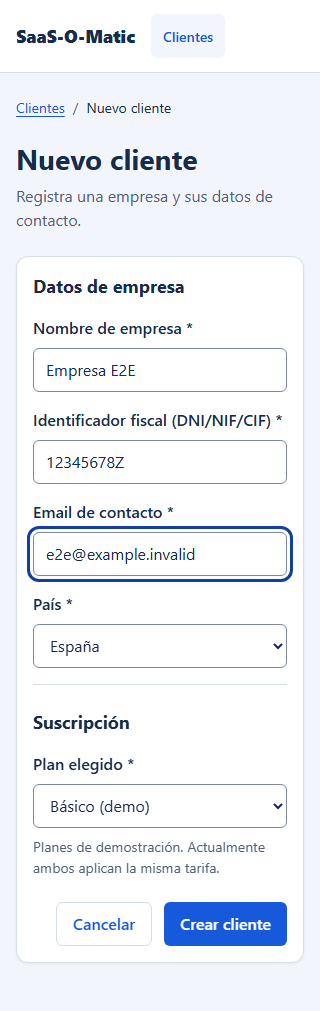 SaaS-O-Matic
Clientes
Clientes / Nuevo cliente
Nuevo cliente
Registra una empresa y sus datos de
contacto.
Datos de empresa
Nombre de empresa *
Empresa E2E
Identificador fiscal (DNI/NIF/CIF) *
12345678Z
Email de contacto *
e2e@example.invalid
País *
España
Suscripción
Plan elegido *
Básico (demo)
Planes de demostración. Actualmente
ambos aplican la misma tarifa.
Cancelar
Crear cliente